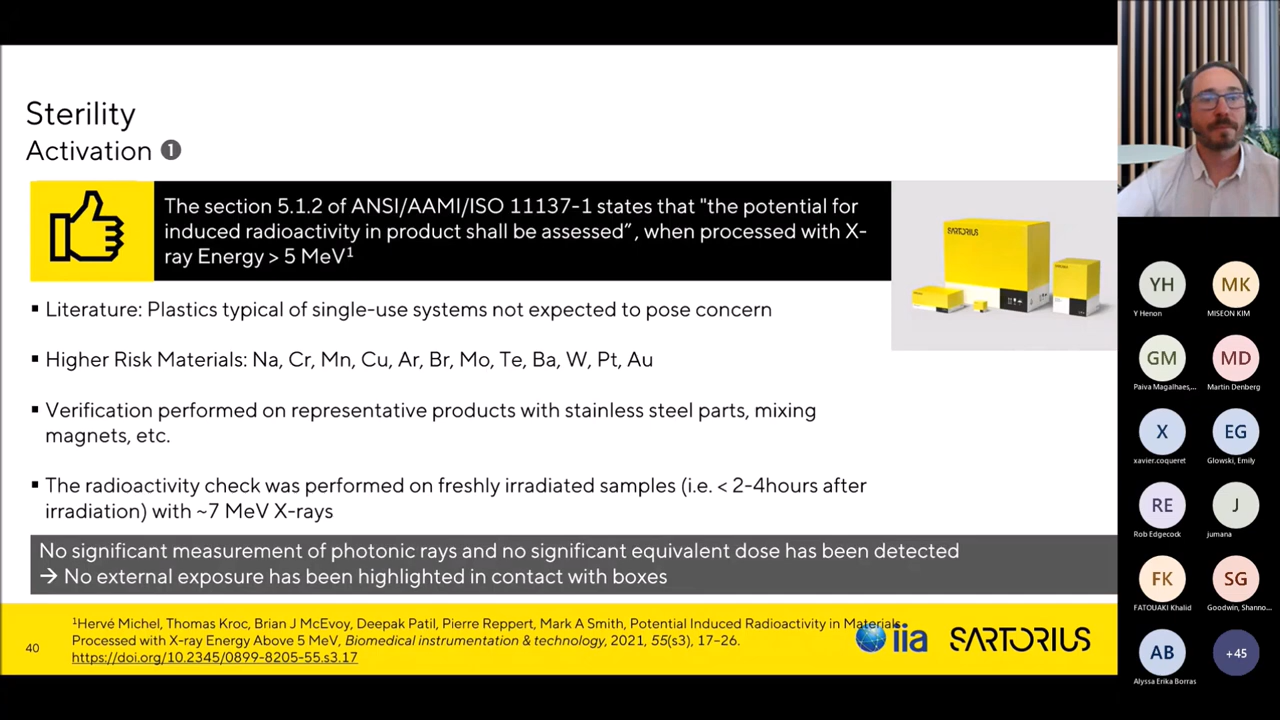 Sterility
Activation 1
The section 5.1.2 of ANSI/AAMI/ISO 11137-1 states that "the potential for
induced radioactivity in product shall be assessed”, when processed with X-
ray Energy > 5 MeV1
SARTORIUS
▪ Literature: Plastics typical of single-use systems not expected to pose concern
▪ Higher Risk Materials: Na, Cr, Mn, Cu, Ar, Br, Mo, Te, Ba, W, Pt, Au
▪ Verification performed on representative products with stainless steel parts, mixing
magnets, etc.
▪ The radioactivity check was performed on freshly irradiated samples (i.e. < 2-4hours after
irradiation) with ~7 MeV X-rays
No significant measurement of photonic rays and no significant equivalent dose has been detected
→ No external exposure has been highlighted in contact with boxes
1Hervé Michel, Thomas Kroc, Brian J McEvoy, Deepak Patil, Pierre Reppert, Mark A Smith, Potential Induced Radioactivity in Materials
Processed with X-ray Energy Above 5 MeV, Biomedical instrumentation & technology, 2021, 55(s3), 17–26.
https://doi.org/10.2345/0899-8205-55.s3.17
40
iia
SARTORIUS
YH
Y Henon
MK
MISEON KIM
GM
Paiva Magalhaes,...
MD
Martin Denberg
X
xavier.coqueret
EG
Glowski, Emily
RE
Rob Edgecock
J
jumana
FK
FATOUAKI Khalid
SG
Goodwin, Shanno...
AB
Alyssa Erika Borras
+45